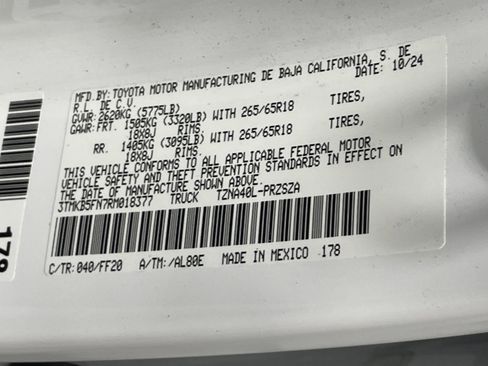 MFD.BY:TOYOTA MOTOR MANUFACTURING DE BAJA CALIFORNIA, S. DE
R.L. DE C.V. DATE: 10/24
GVWR:2620KG (5775LB)
GAWR:FRT. 1505KG (3320LB) WITH 265/65R18 TIRES,
18X8J RIMS.
RR. 1405KG (3095LB) WITH 265/65R18 TIRES,
18X8J RIMS.
THIS VEHICLE CONFORMS TO ALL APPLICABLE FEDERAL MOTOR
VEHICLE SAFETY AND THEFT PREVENTION STANDARDS IN EFFECT ON
THE DATE OF MANUFACTURE SHOWN ABOVE.
3TMKB5FN7RM018377 TRUCK TZNA40L-PRZSZA
C/TR:040/FF20 A/TM:/AL80E MADE IN MEXICO 178
178